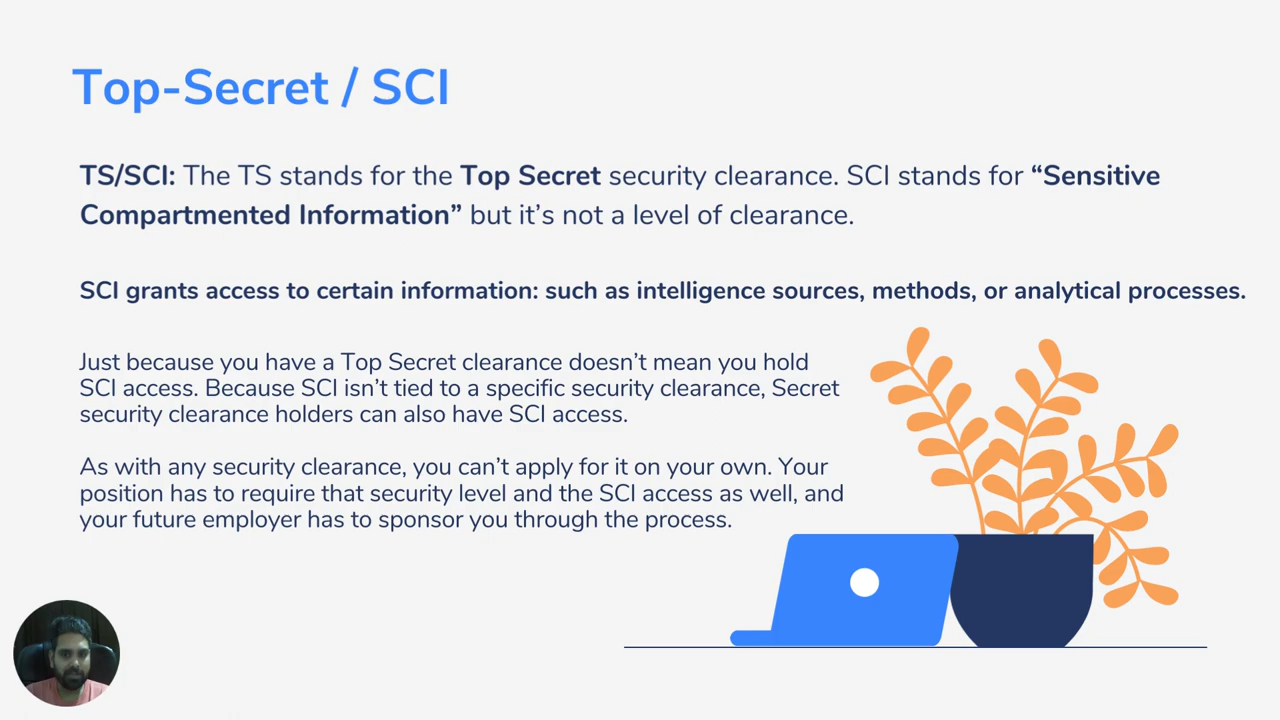 Top-Secret / SCI
TS/SCI: The TS stands for the Top Secret security clearance. SCI stands for “Sensitive
Compartmented Information” but it’s not a level of clearance.
SCI grants access to certain information: such as intelligence sources, methods, or analytical processes.
Just because you have a Top Secret clearance doesn’t mean you hold
SCI access. Because SCI isn’t tied to a specific security clearance, Secret
security clearance holders can also have SCI access.
As with any security clearance, you can’t apply for it on your own. Your
position has to require that security level and the SCI access as well, and
your future employer has to sponsor you through the process.